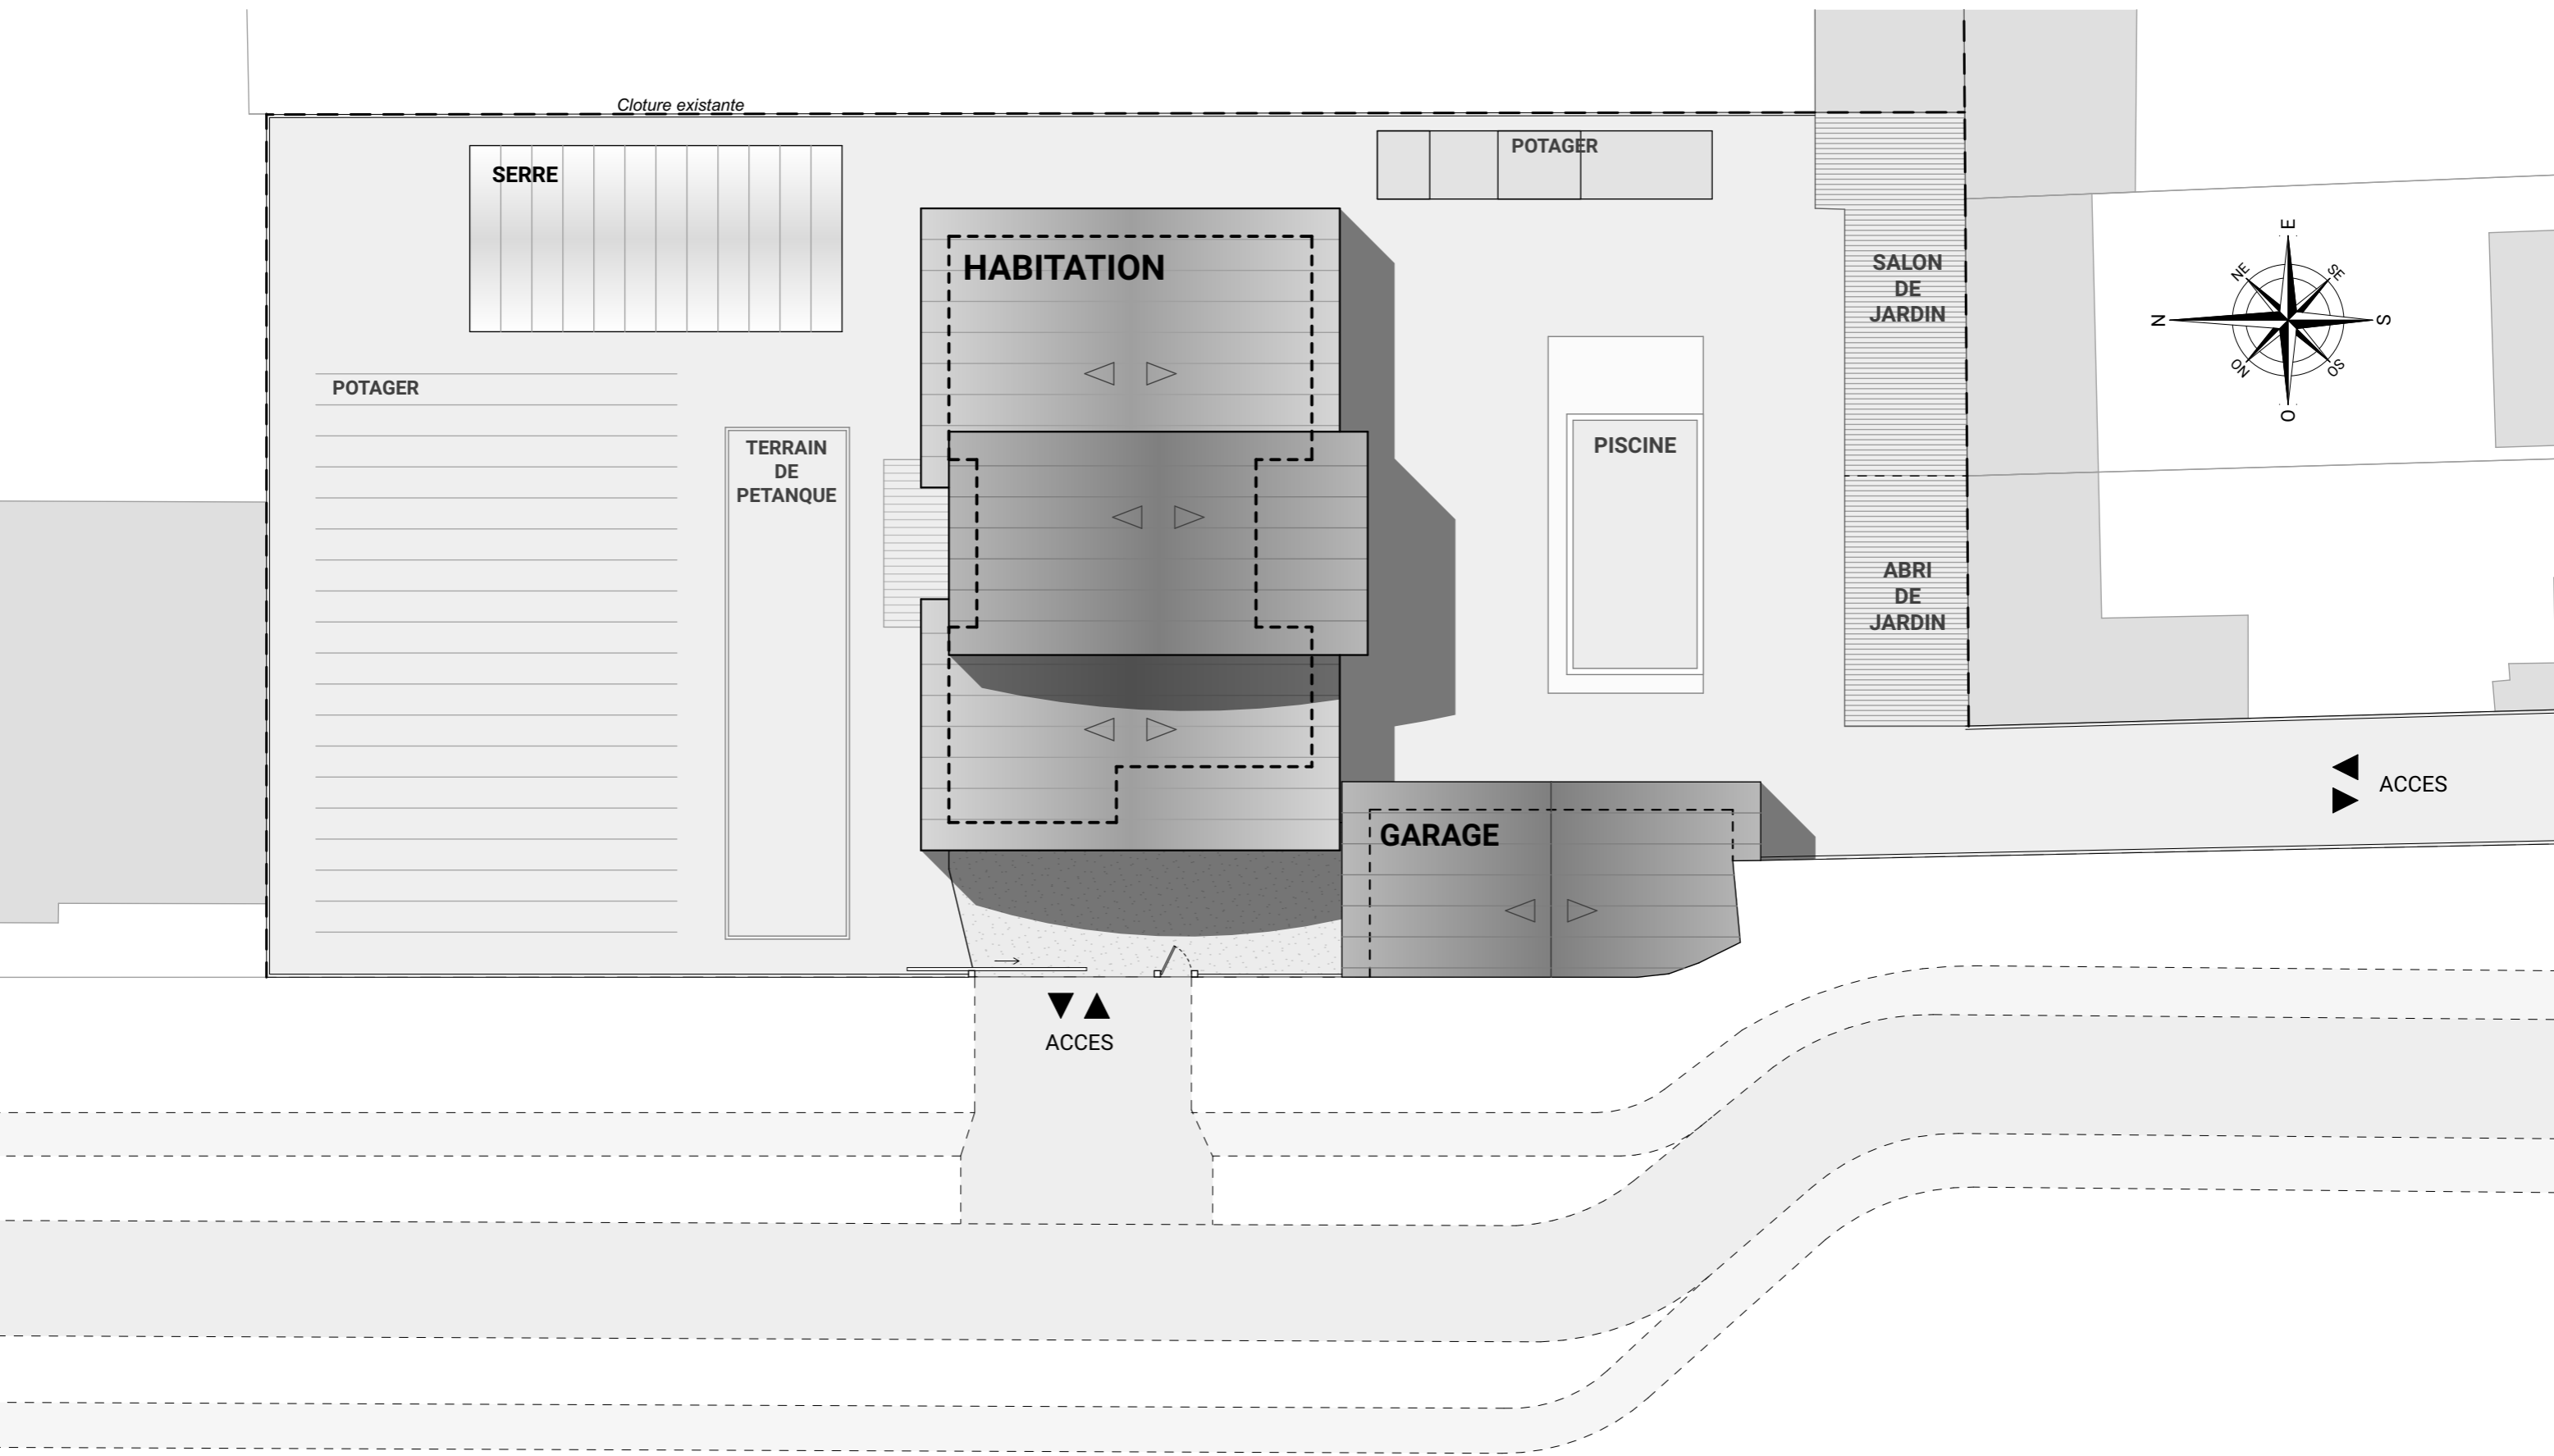 Cloture existante
POTAGER
SERRE
HABITATION
SALON
DE
JARDIN
E
NE
SE
N
S
NO
SO
O
POTAGER
TERRAIN
DE
PETANQUE
PISCINE
ABRI
DE
JARDIN
ACCES
GARAGE
ACCES